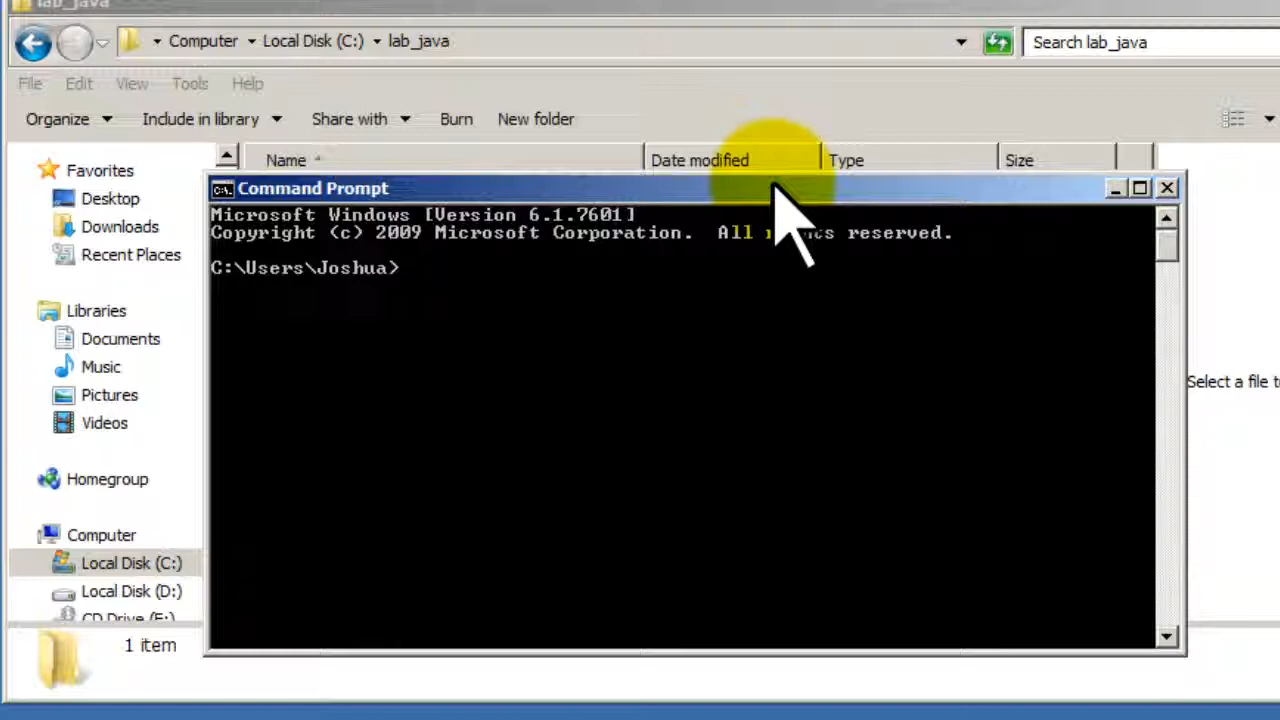 lab_java
Computer Local Disk (C:) lab_java
Search lab_java
File Edit View Tools Help
Organize Include in library Share with Burn New folder
Name Date modified Type Size
Favorites
Desktop
Downloads
Recent Places
Libraries
Documents
Music
Pictures
Videos
Homegroup
Computer
Local Disk (C:)
Local Disk (D:)
CD Drive (F:)
1 item
Command Prompt
Microsoft Windows [Version 6.1.7601]
Copyright (c) 2009 Microsoft Corporation. All rights reserved.
C:\Users\Joshua>
Select a file t